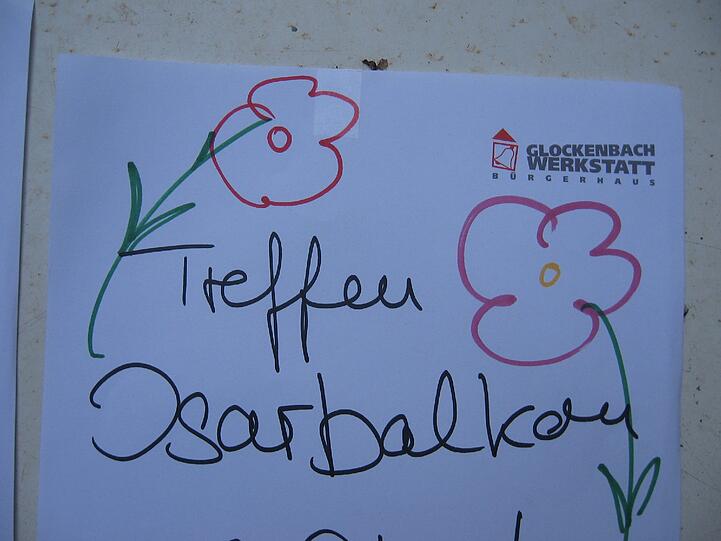 GLOCKENBACH
WERKSTATT
BÜRGERHAUS
Treffen
Isarbalkon